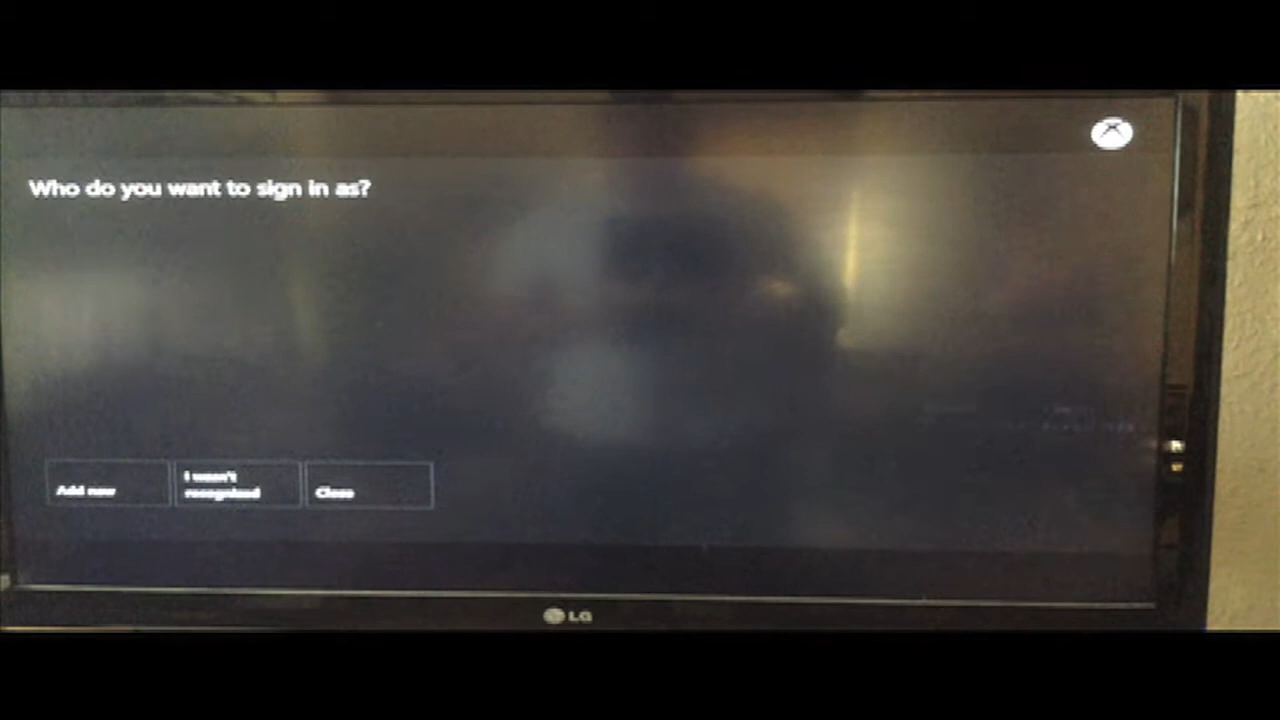 Who do you want to sign in as?
Add new
I wasn't
recognized
Close
LG